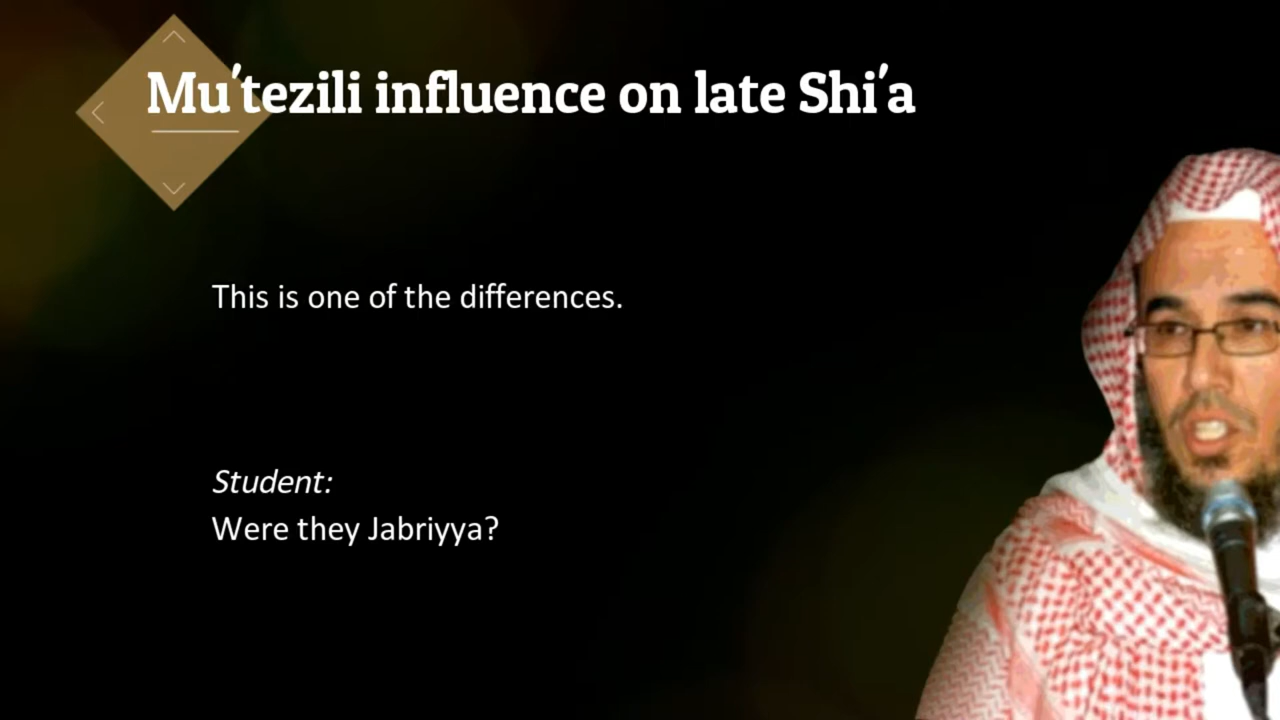 Mu'tezili influence on late Shi'a
This is one of the differences.
Student:
Were they Jabriyya?